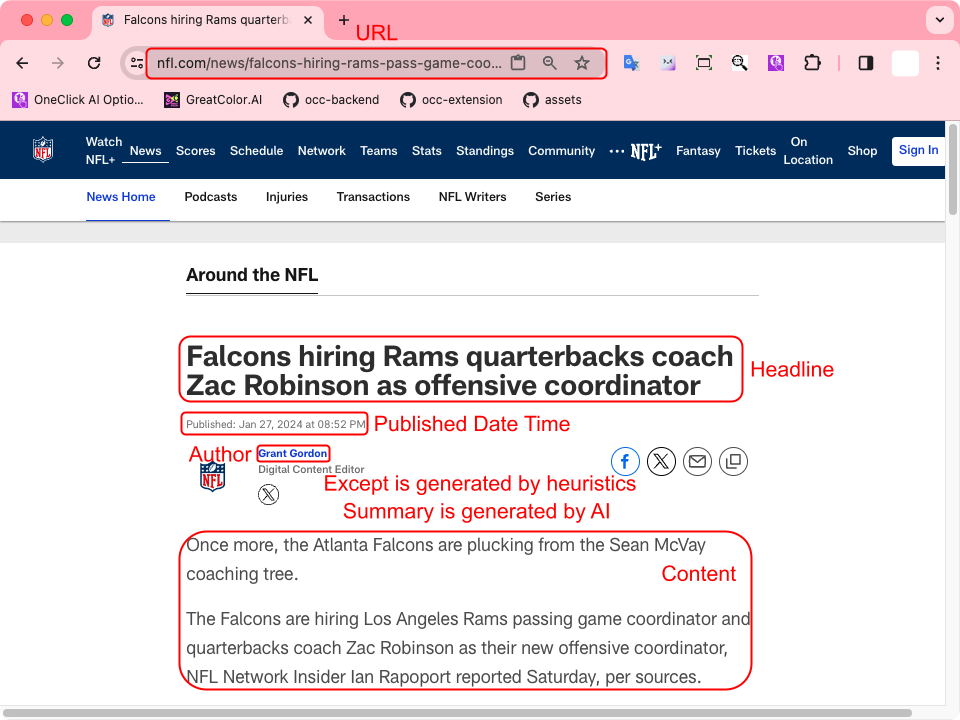 Falcons hiring Rams quarterb
URL
nfl.com/news/falcons-hiring-rams-pass-game-coo...
OneClick AI Optio...
GreatColor.AI
occ-backend
occ-extension
assets
NFL
Watch NFL+
News
Scores
Schedule
Network
Teams
Stats
Standings
Community
NFL+
Fantasy
Tickets
On Location
Shop
Sign In
News Home
Podcasts
Injuries
Transactions
NFL Writers
Series
Around the NFL
Falcons hiring Rams quarterbacks coach
Zac Robinson as offensive coordinator
Headline
Published: Jan 27, 2024 at 08:52 PM
Published Date Time
Author
Grant Gordon
NFL
Digital Content Editor
Except is generated by heuristics
Summary is generated by AI
Once more, the Atlanta Falcons are plucking from the Sean McVay
coaching tree.
Content
The Falcons are hiring Los Angeles Rams passing game coordinator and
quarterbacks coach Zac Robinson as their new offensive coordinator,
NFL Network Insider Ian Rapoport reported Saturday, per sources.